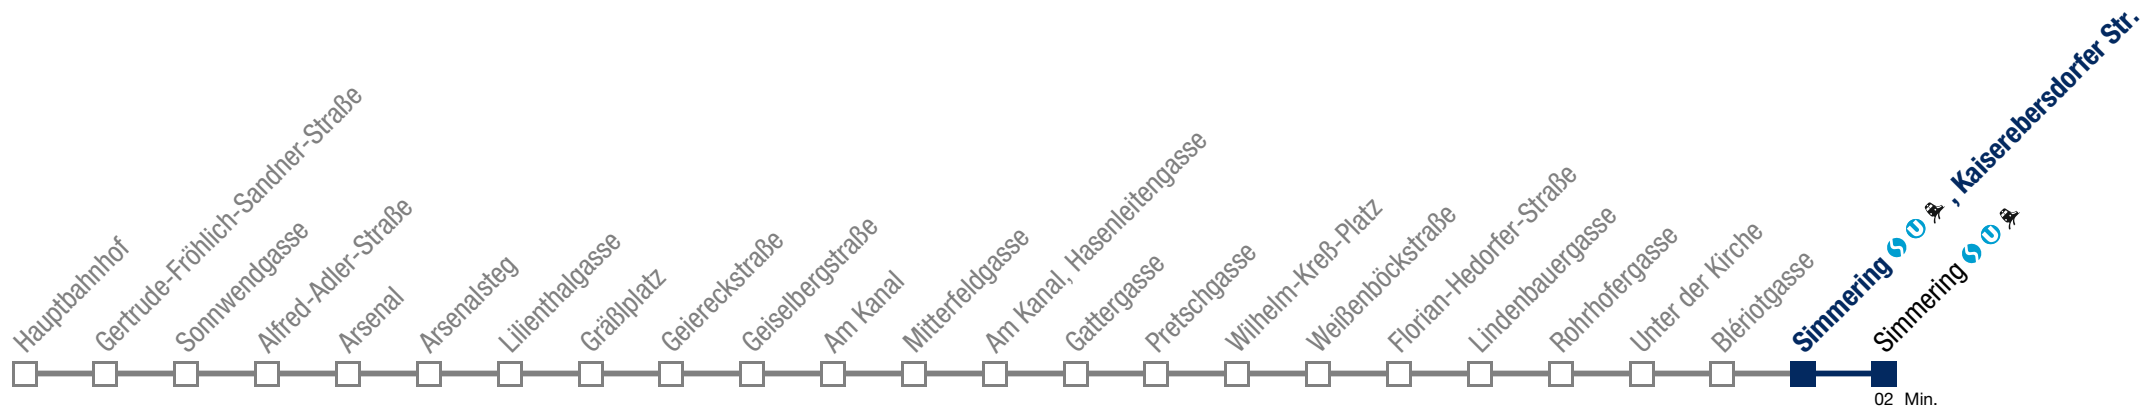 Hauptbahnhof
Gertrude-Fröhlich-Sandner-Straße
Sonnwendgasse
Alfred-Adler-Straße
Arsenal
Arsenalsteg
Lilienthalgasse
Gräßlplatz
Geiereckstraße
Geiselbergstraße
Am Kanal
Mitterfeldgasse
Am Kanal, Hasenleitengasse
Gattergasse
Pretschgasse
Wilhelm-Kreß-Platz
Weißenböckstraße
Florian-Hedorfer-Straße
Lindenbauergasse
Rohrhofergasse
Unter der Kirche
Blériotgasse
Simmering S U , Kaiserebersdorfer Str.
Simmering S U
02 Min.